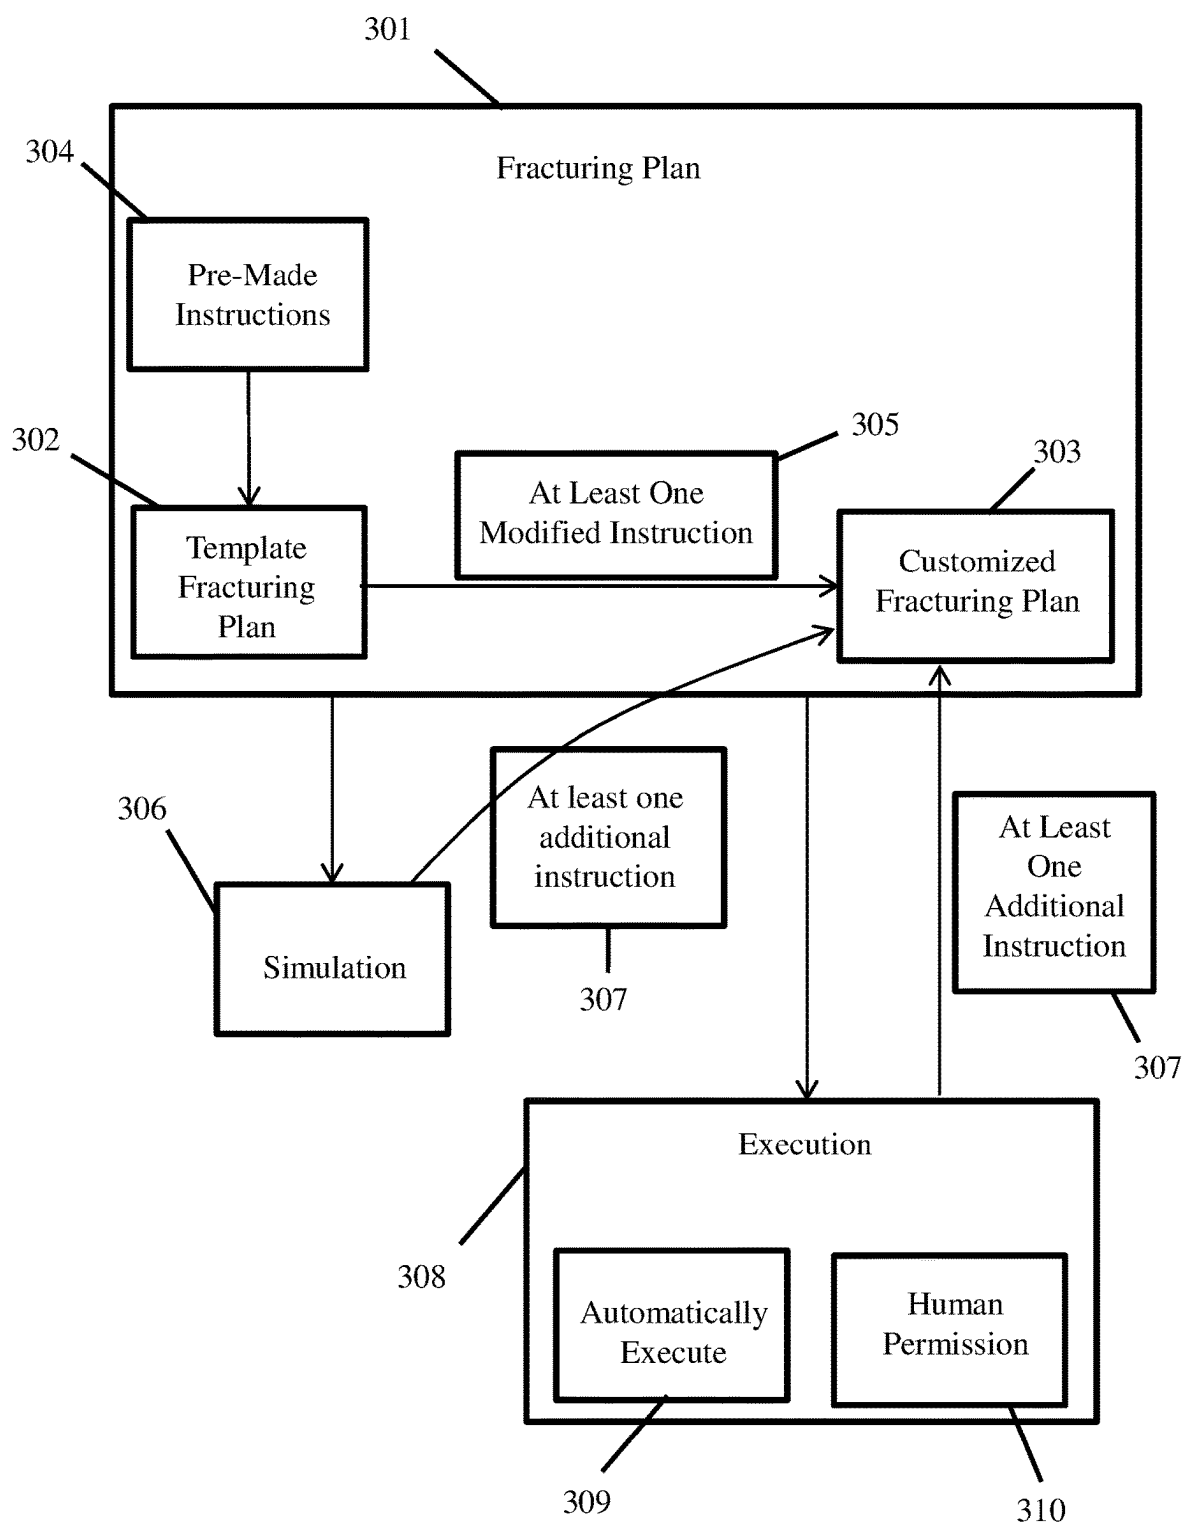 301
304
Fracturing Plan
Pre-Made
Instructions
302
305
303
At Least One
Modified Instruction
Template
Fracturing
Plan
Customized
Fracturing Plan
306
At least one
additional
instruction
At Least
One
Additional
Instruction
Simulation
307
307
Execution
308
Automatically
Execute
Human
Permission
309
310